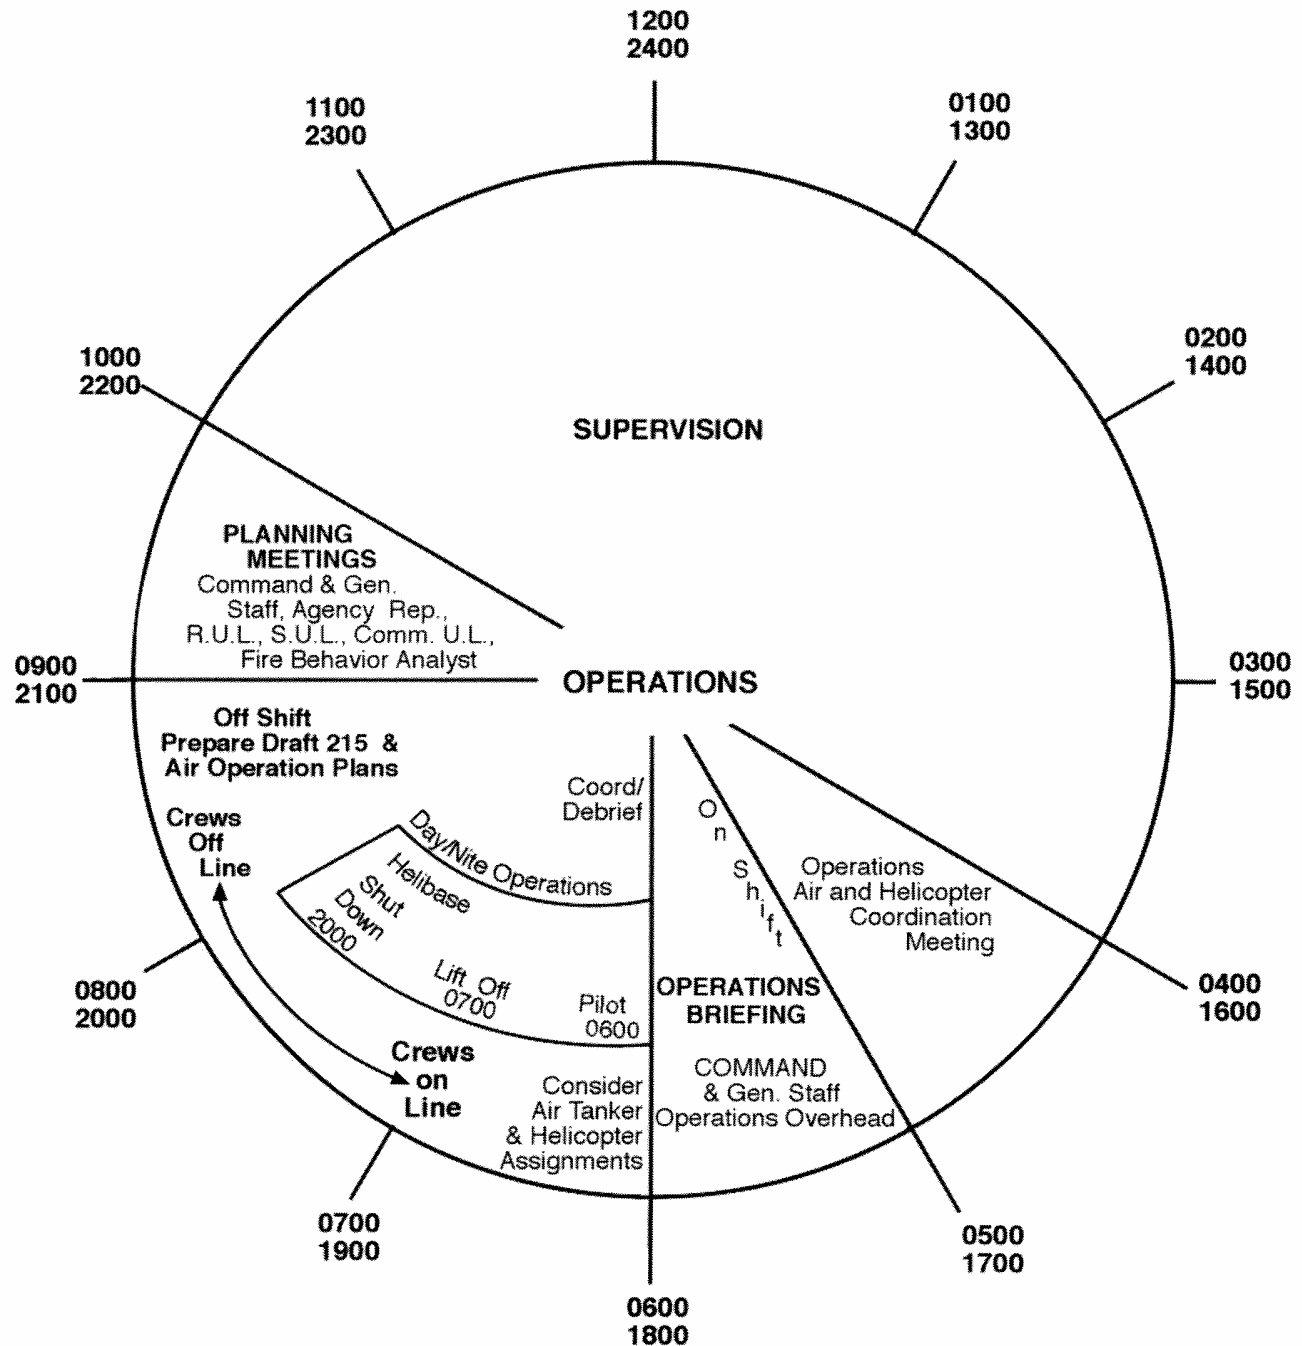 1200
2400
0100
1300
1100
2300
0200
1400
1000
2200
SUPERVISION
PLANNING
MEETINGS
Command & Gen.
Staff, Agency Rep.,
R.U.L., S.U.L., Comm. U.L.,
Fire Behavior Analyst
0900
2100
OPERATIONS
0300
1500
Off Shift
Prepare Draft 215 &
Air Operation Plans
Coord/
Debrief
Crews
Off
Line
Day/Nite Operations
Helibase
Shut
Down
2000
Lift Off
0700
Pilot
0600
On Shift
Operations
Air and Helicopter
Coordination
Meeting
OPERATIONS
BRIEFING
COMMAND
& Gen. Staff
Operations Overhead
0400
1600
0800
2000
Crews
on
Line
Consider
Air Tanker
& Helicopter
Assignments
0700
1900
0500
1700
0600
1800